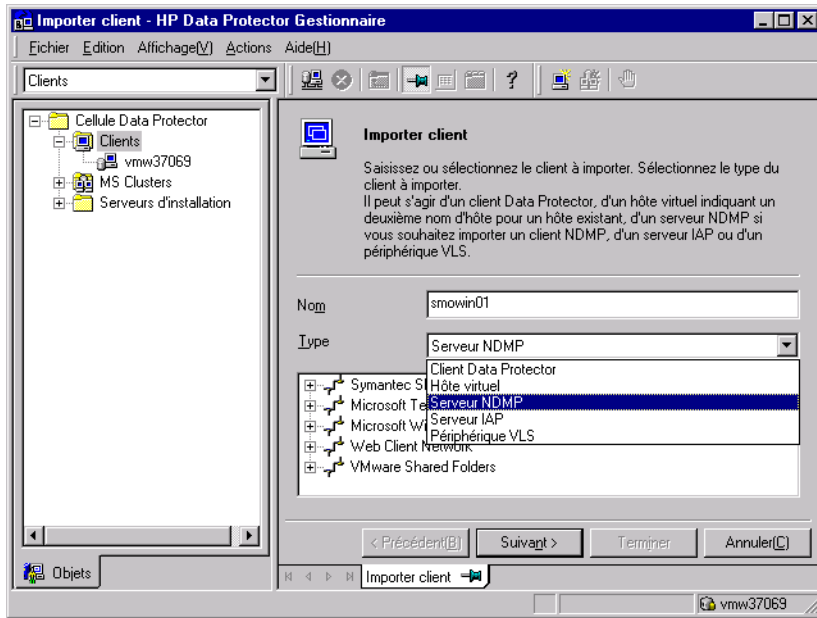 Importer client - HP Data Protector Gestionnaire
Fichier Edition Affichage(V) Actions Aide(H)
Clients
Cellule Data Protector
Clients
vmw37069
MS Clusters
Serveurs d'installation
Objets
Importer client
Saisissez ou sélectionnez le client à importer. Sélectionnez le type du
client à importer.
Il peut s'agir d'un client Data Protector, d'un hôte virtuel indiquant un
deuxième nom d'hôte pour un hôte existant, d'un serveur NDMP si
vous souhaitez importer un client NDMP, d'un serveur IAP ou d'un
périphérique VLS.
Nom smowin01
Type Serveur NDMP
Client Data Protector
Hôte virtuel
Serveur NDMP
Serveur IAP
Périphérique VLS
Symantec
Microsoft
Microsoft
Web Client Network
VMware Shared Folders
< Précédent(B) Suivant > Terminer Annuler(C)
Importer client
vmw37069